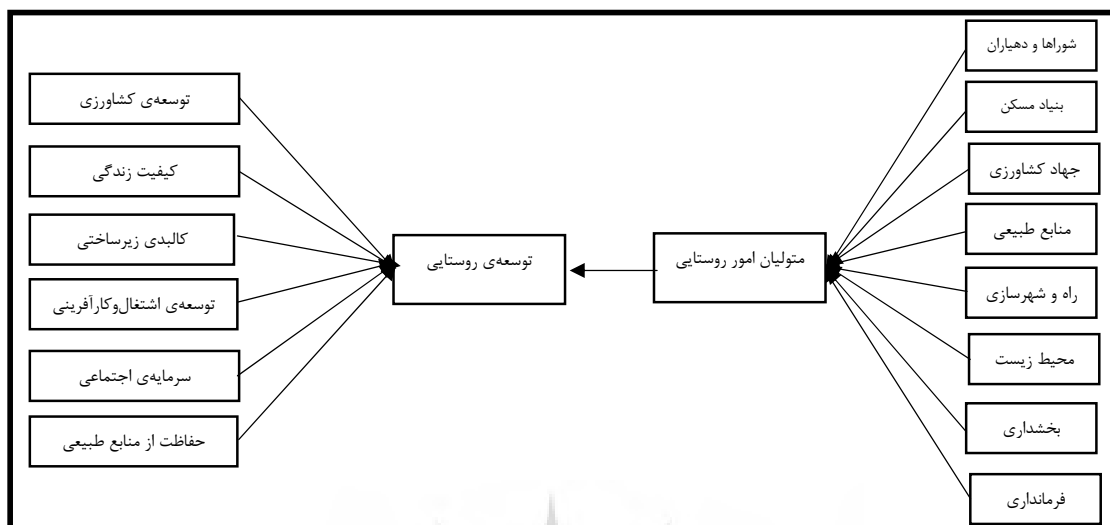 شوراها و دهیاران
بنیاد مسکن
جهاد کشاورزی
منابع طبیعی
راه و شهرسازی
محیط زیست
بخشداری
فرمانداری
متولیان امور روستایی
توسعه‌ی روستایی
توسعه‌ی کشاورزی
کیفیت زندگی
کالبدی زیرساختی
توسعه‌ی اشتغال‌وکارآفرینی
سرمایه‌ی اجتماعی
حفاظت از منابع طبیعی